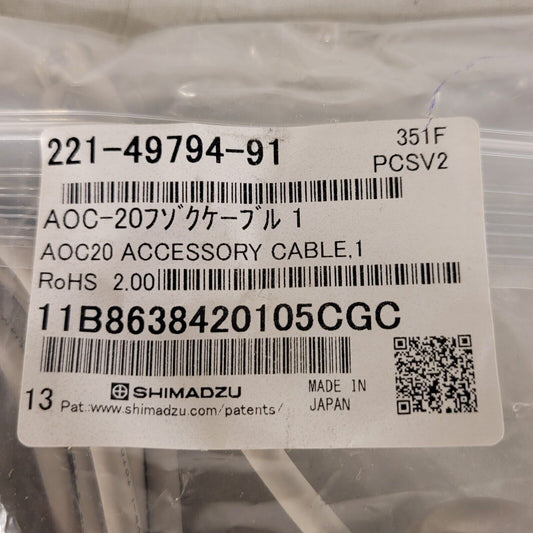 221-49794-91
351F
PCSV2
AOC-20フゾクケーブル 1
AOC20 ACCESSORY CABLE,1
RoHS 2.00
11B8638420105CGC
13
SHIMADZU
MADE IN
JAPAN
Pat.:www.shimadzu.com/patents/